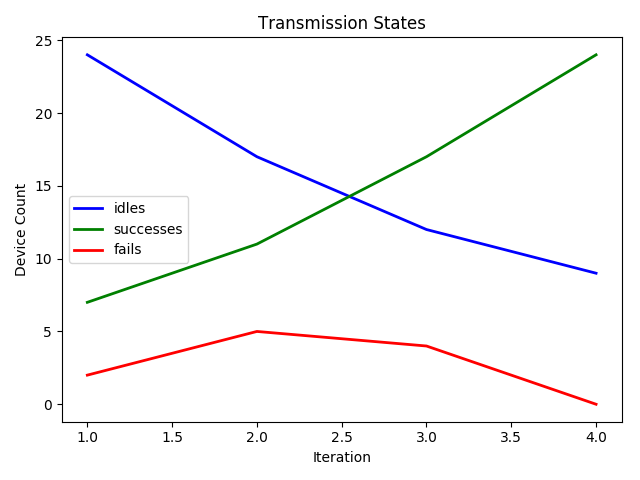 Transmission States
25
20
15
10
5
0
Device Count
idles
successes
fails
1.0 1.5 2.0 2.5 3.0 3.5 4.0
Iteration